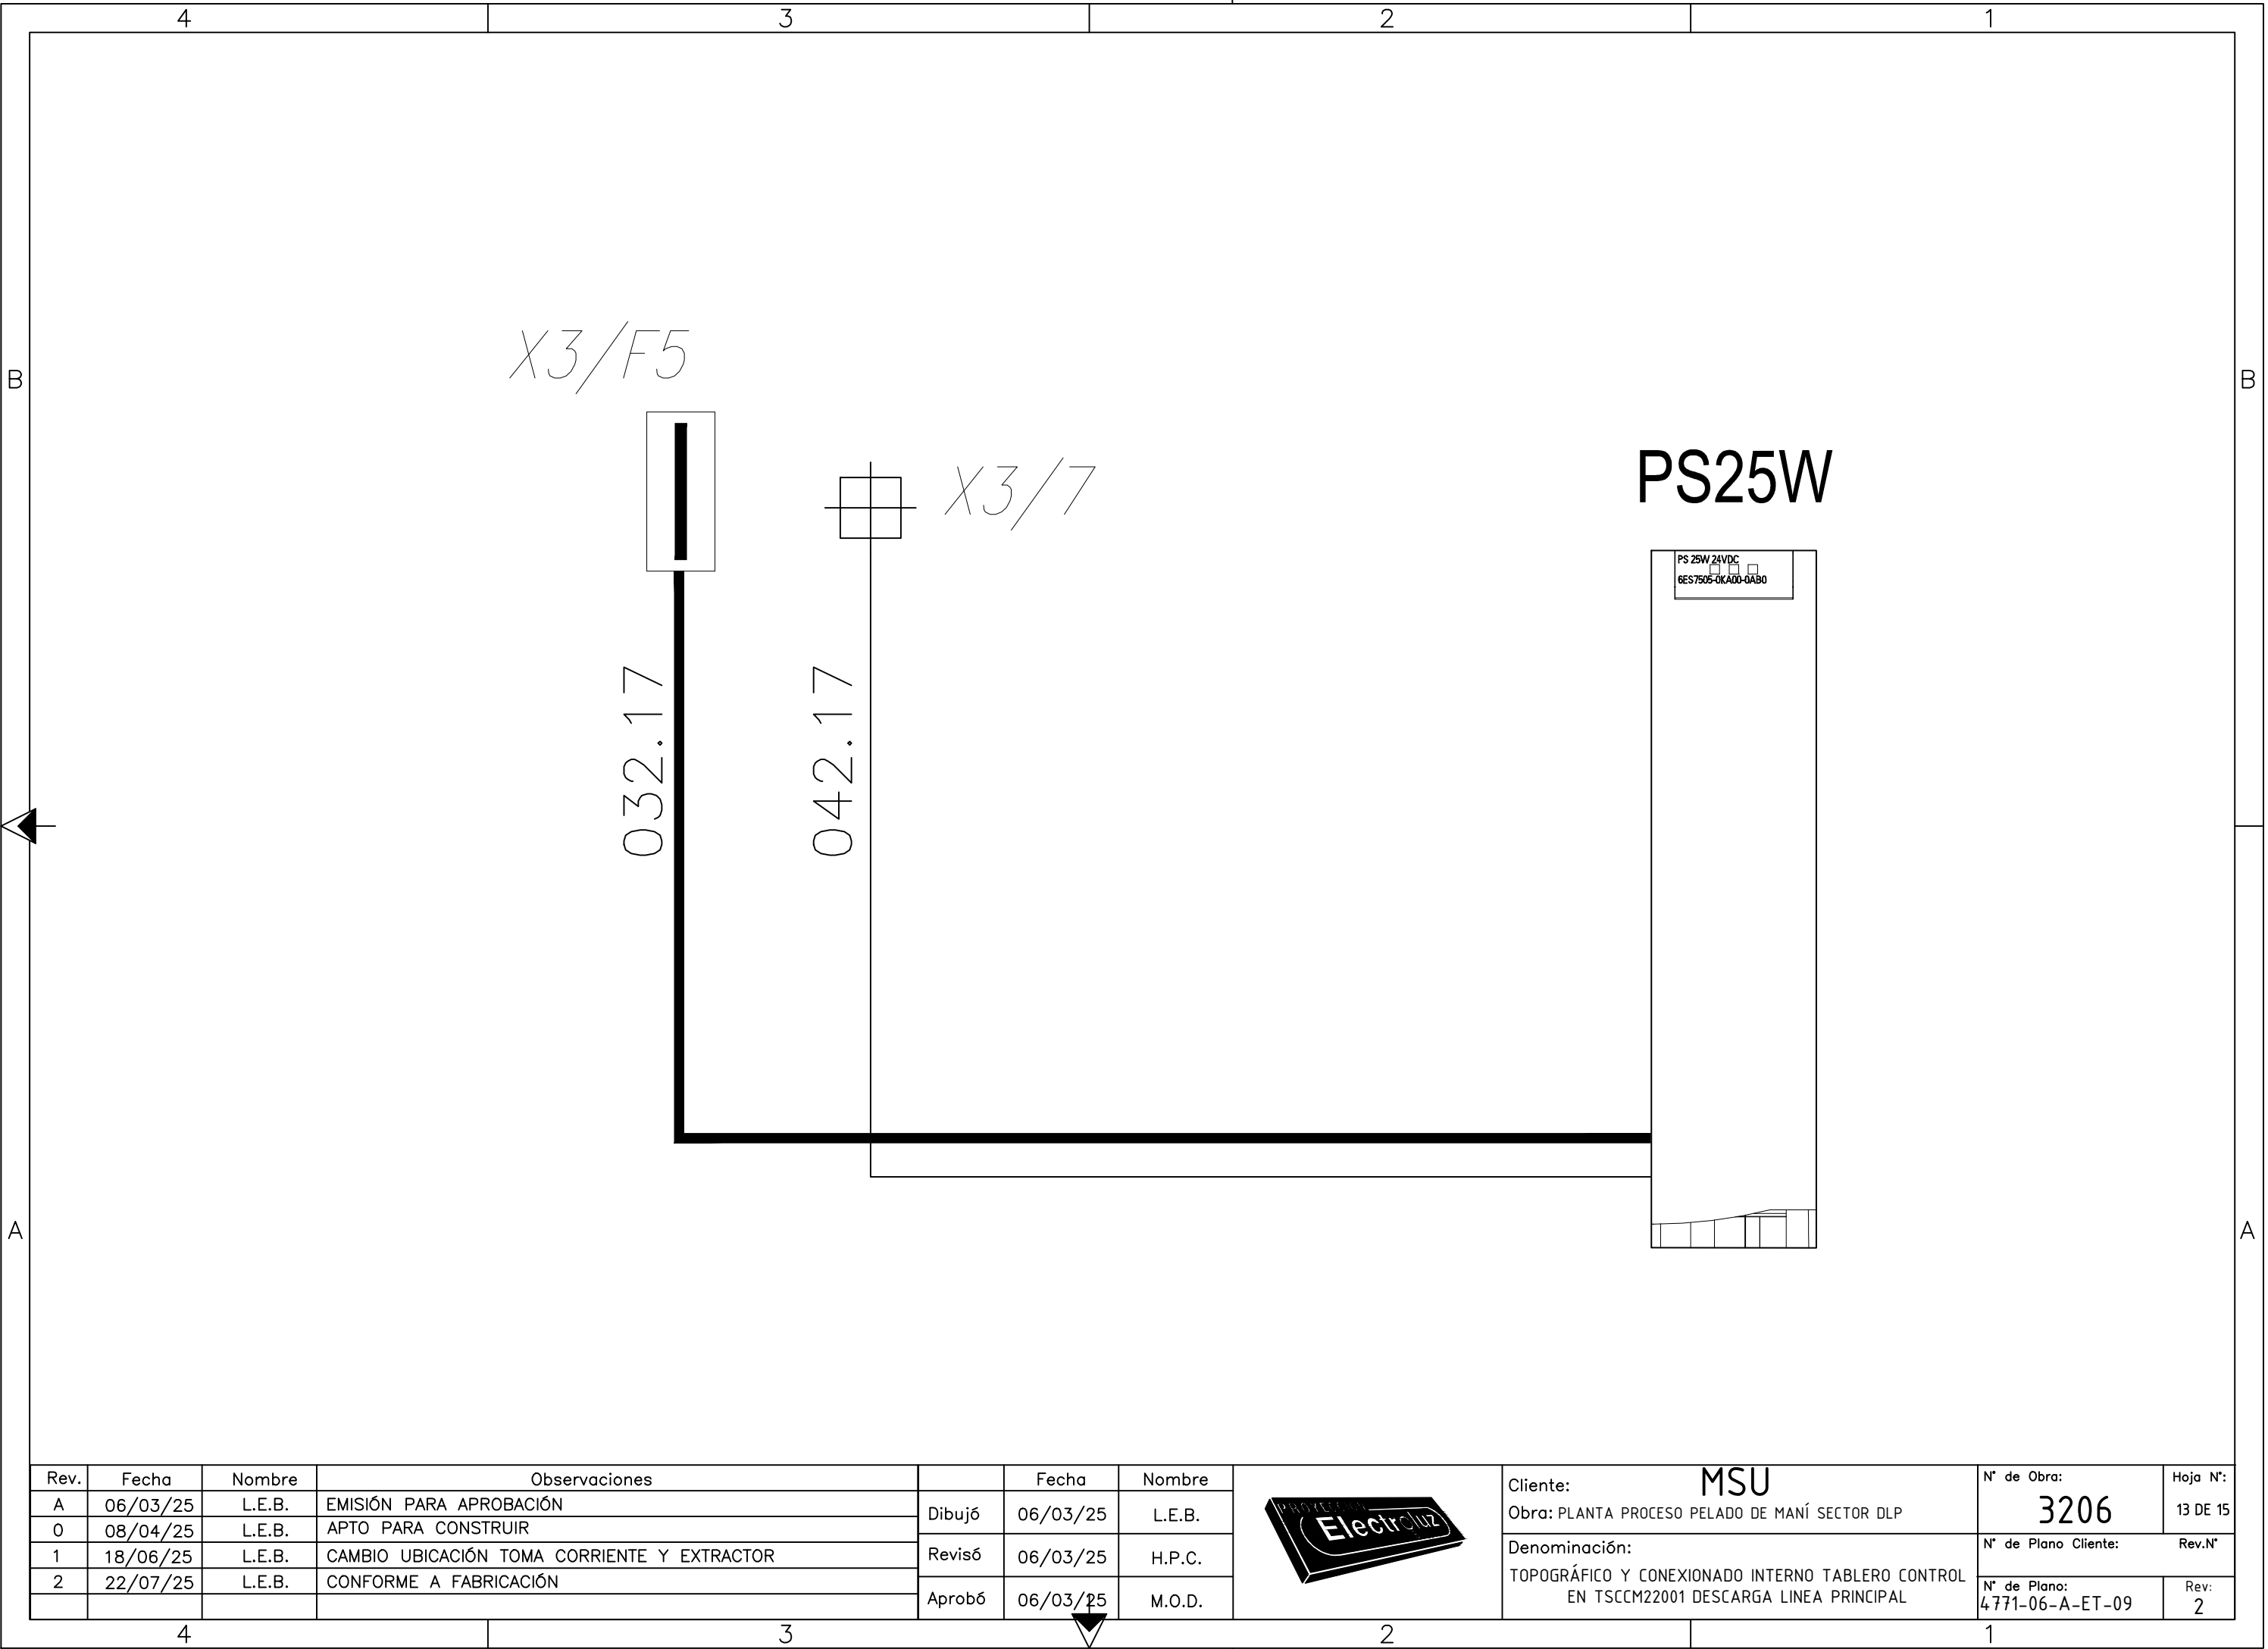 4 3 2 1
B B
X3/F5
X3/7
PS25W
PS 25W 24VDC
6ES7505-0KA00-0AB0
032.17
042.17
A A
Rev. Fecha Nombre Observaciones
A 06/03/25 L.E.B. EMISIÓN PARA APROBACIÓN
0 08/04/25 L.E.B. APTO PARA CONSTRUIR
1 18/06/25 L.E.B. CAMBIO UBICACIÓN TOMA CORRIENTE Y EXTRACTOR
2 22/07/25 L.E.B. CONFORME A FABRICACIÓN
Fecha Nombre
Dibujó 06/03/25 L.E.B.
Revisó 06/03/25 H.P.C.
Aprobó 06/03/25 M.O.D.
Electroluz
Cliente: MSU
Obra: PLANTA PROCESO PELADO DE MANÍ SECTOR DLP
Denominación:
TOPOGRÁFICO Y CONEXIONADO INTERNO TABLERO CONTROL
EN TSCCM22001 DESCARGA LINEA PRINCIPAL
N° de Obra:
3206
Hoja N°:
13 DE 15
N° de Plano Cliente:
Rev.N°
N° de Plano:
4771-06-A-ET-09
Rev:
2
4 3 2 1